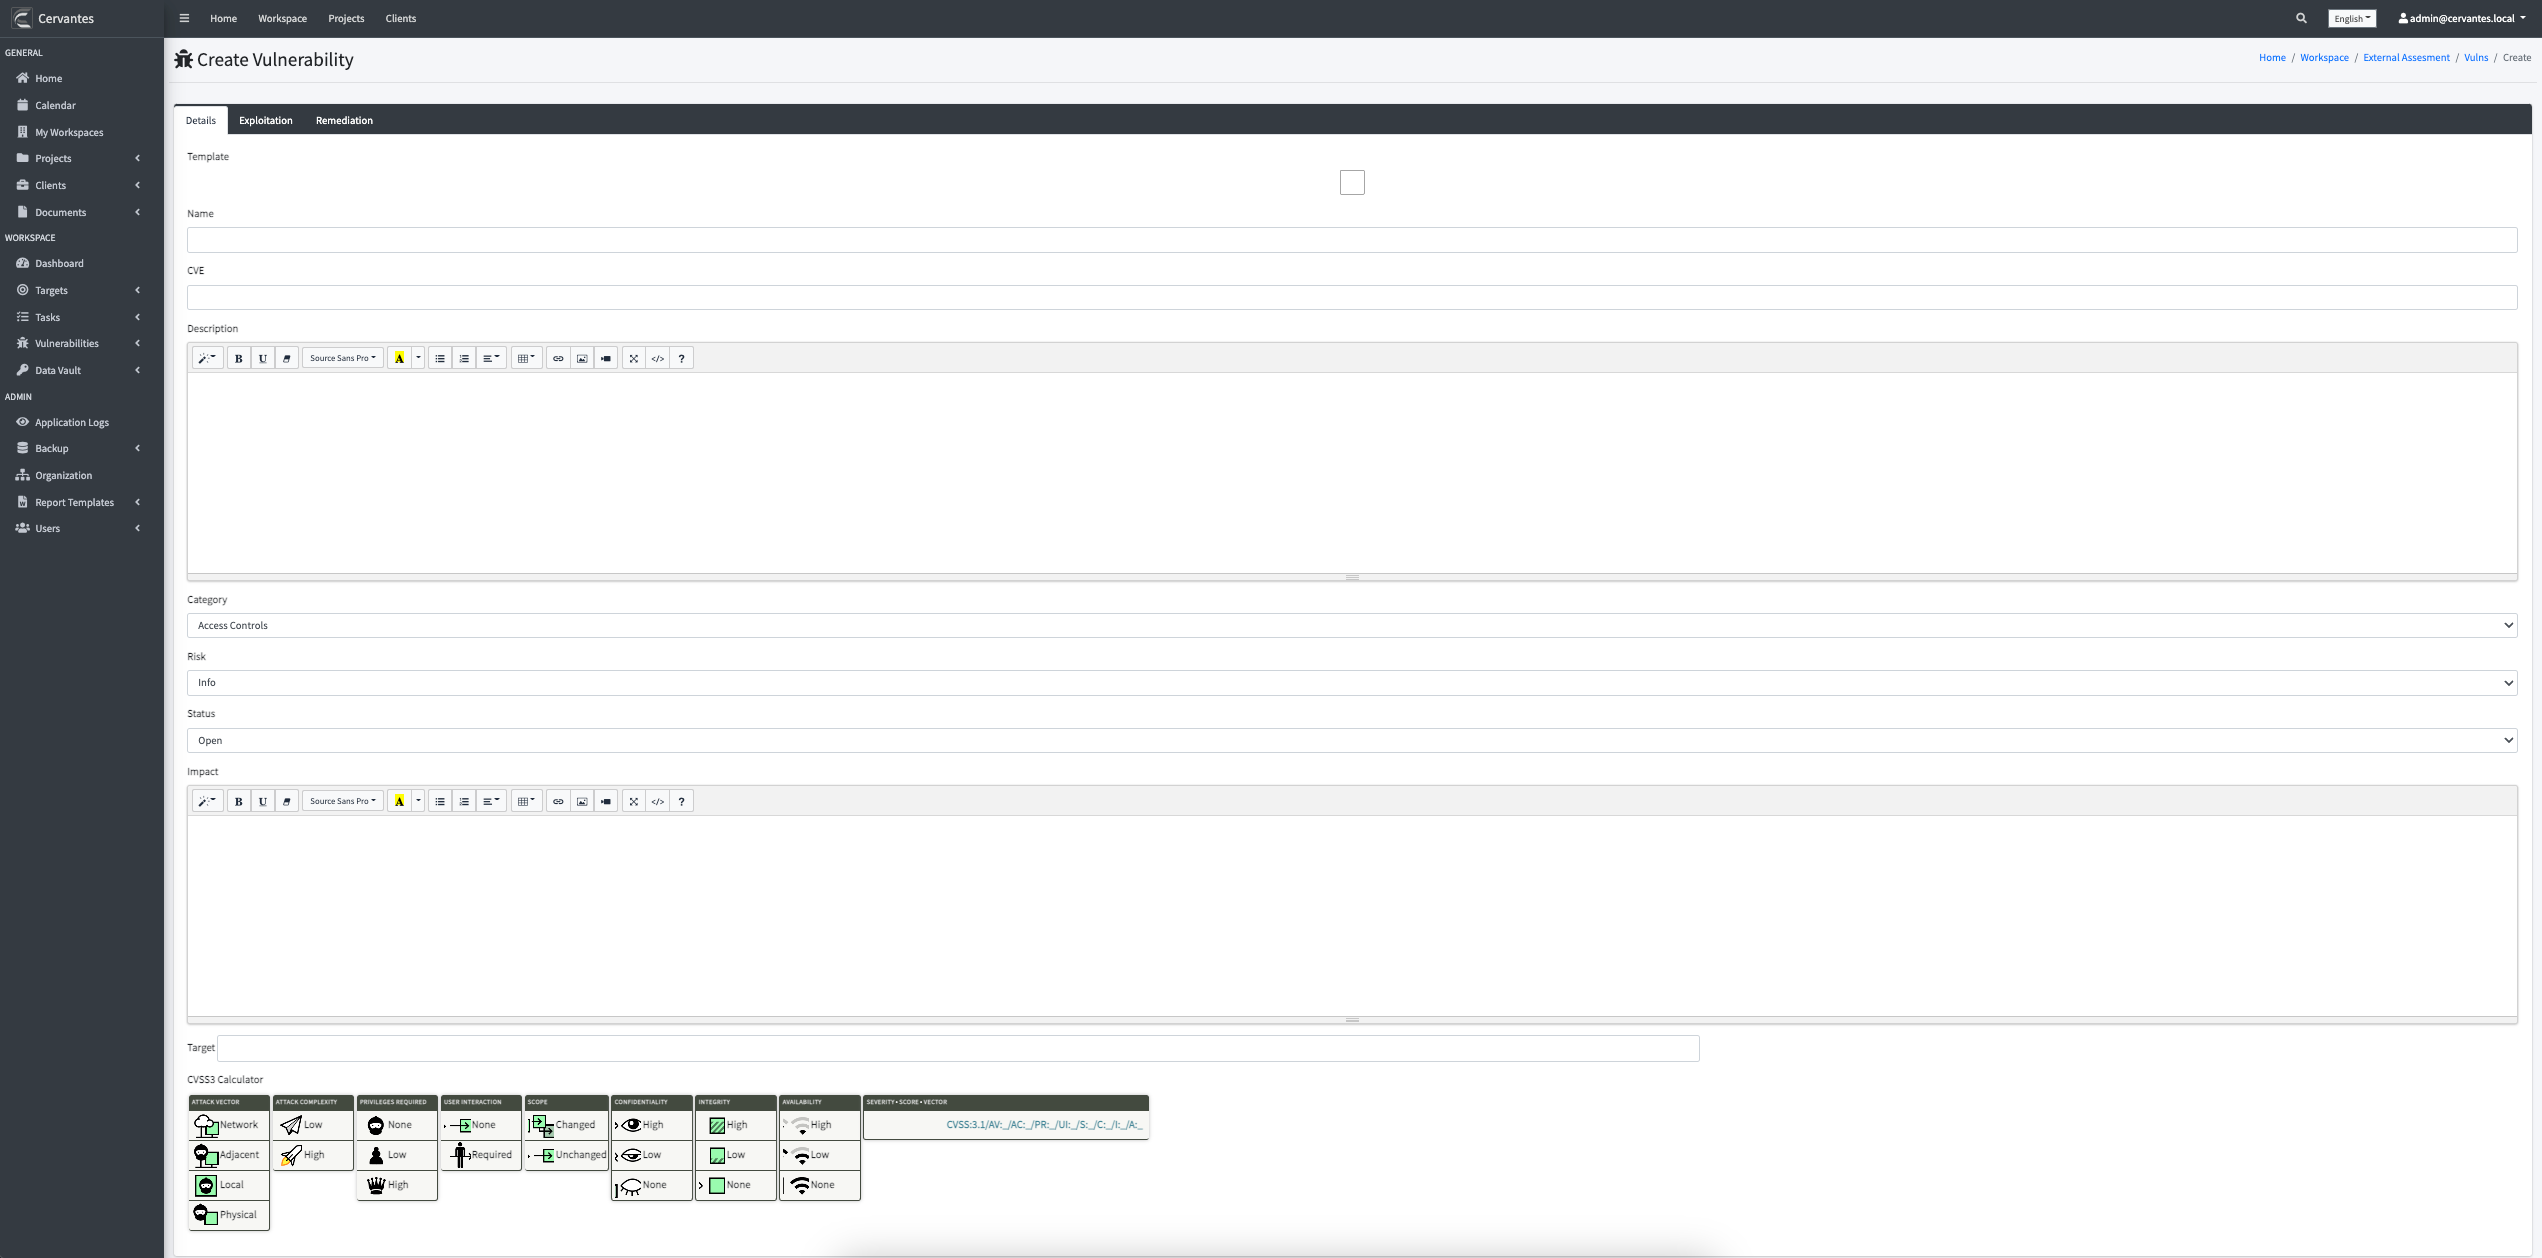 Cervantes
Home Workspace Projects Clients
English
admin@cervantes.local
GENERAL
Home
Calendar
My Workspaces
Projects
Clients
Documents
WORKSPACE
Dashboard
Targets
Tasks
Vulnerabilities
Data Vault
ADMIN
Application Logs
Backup
Organization
Report Templates
Users
Create Vulnerability
Home / Workspace / External Assesment / Vulns / Create
Details Exploitation Remediation
Template
Name
CVE
Description
B U Source Sans Pro A </> ?
Category
Access Controls
Risk
Info
Status
Open
Impact
B U Source Sans Pro A </> ?
Target
CVSS3 Calculator
ATTACK VECTOR
Network
Adjacent
Local
Physical
ATTACK COMPLEXITY
Low
High
PRIVILEGES REQUIRED
None
Low
High
USER INTERACTION
None
Required
SCOPE
Changed
Unchanged
CONFIDENTIALITY
High
Low
None
INTEGRITY
High
Low
None
AVAILABILITY
High
Low
None
SEVERITY • SCORE • VECTOR
CVSS:3.1/AV:_/AC:_/PR:_/UI:_/S:_/C:_/I:_/A:_